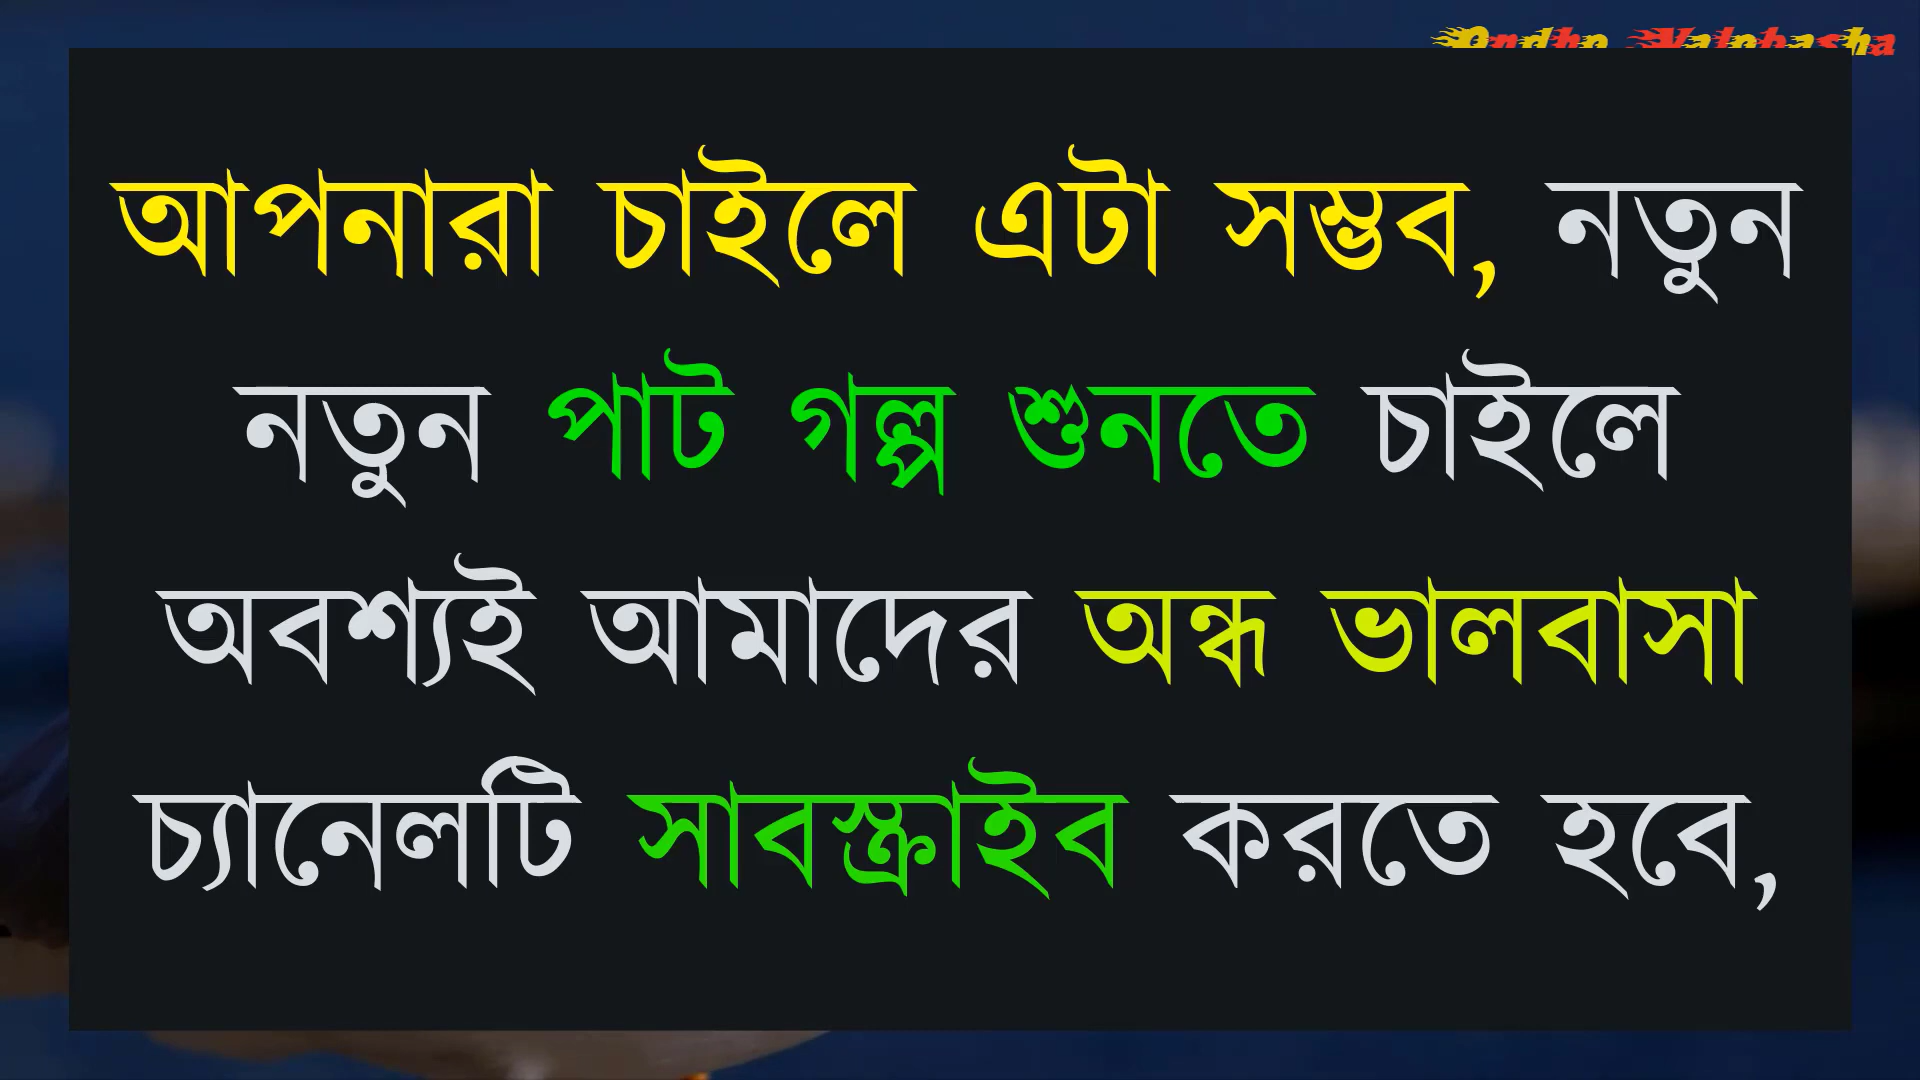 আপনারা চাইলে এটা সম্ভব, নতুন
নতুন পাট গল্প শুনতে চাইলে
অবশ্যই আমাদের অন্ধ ভালবাসা
চ্যানেলটি সাবস্ক্রাইব করতে হবে,